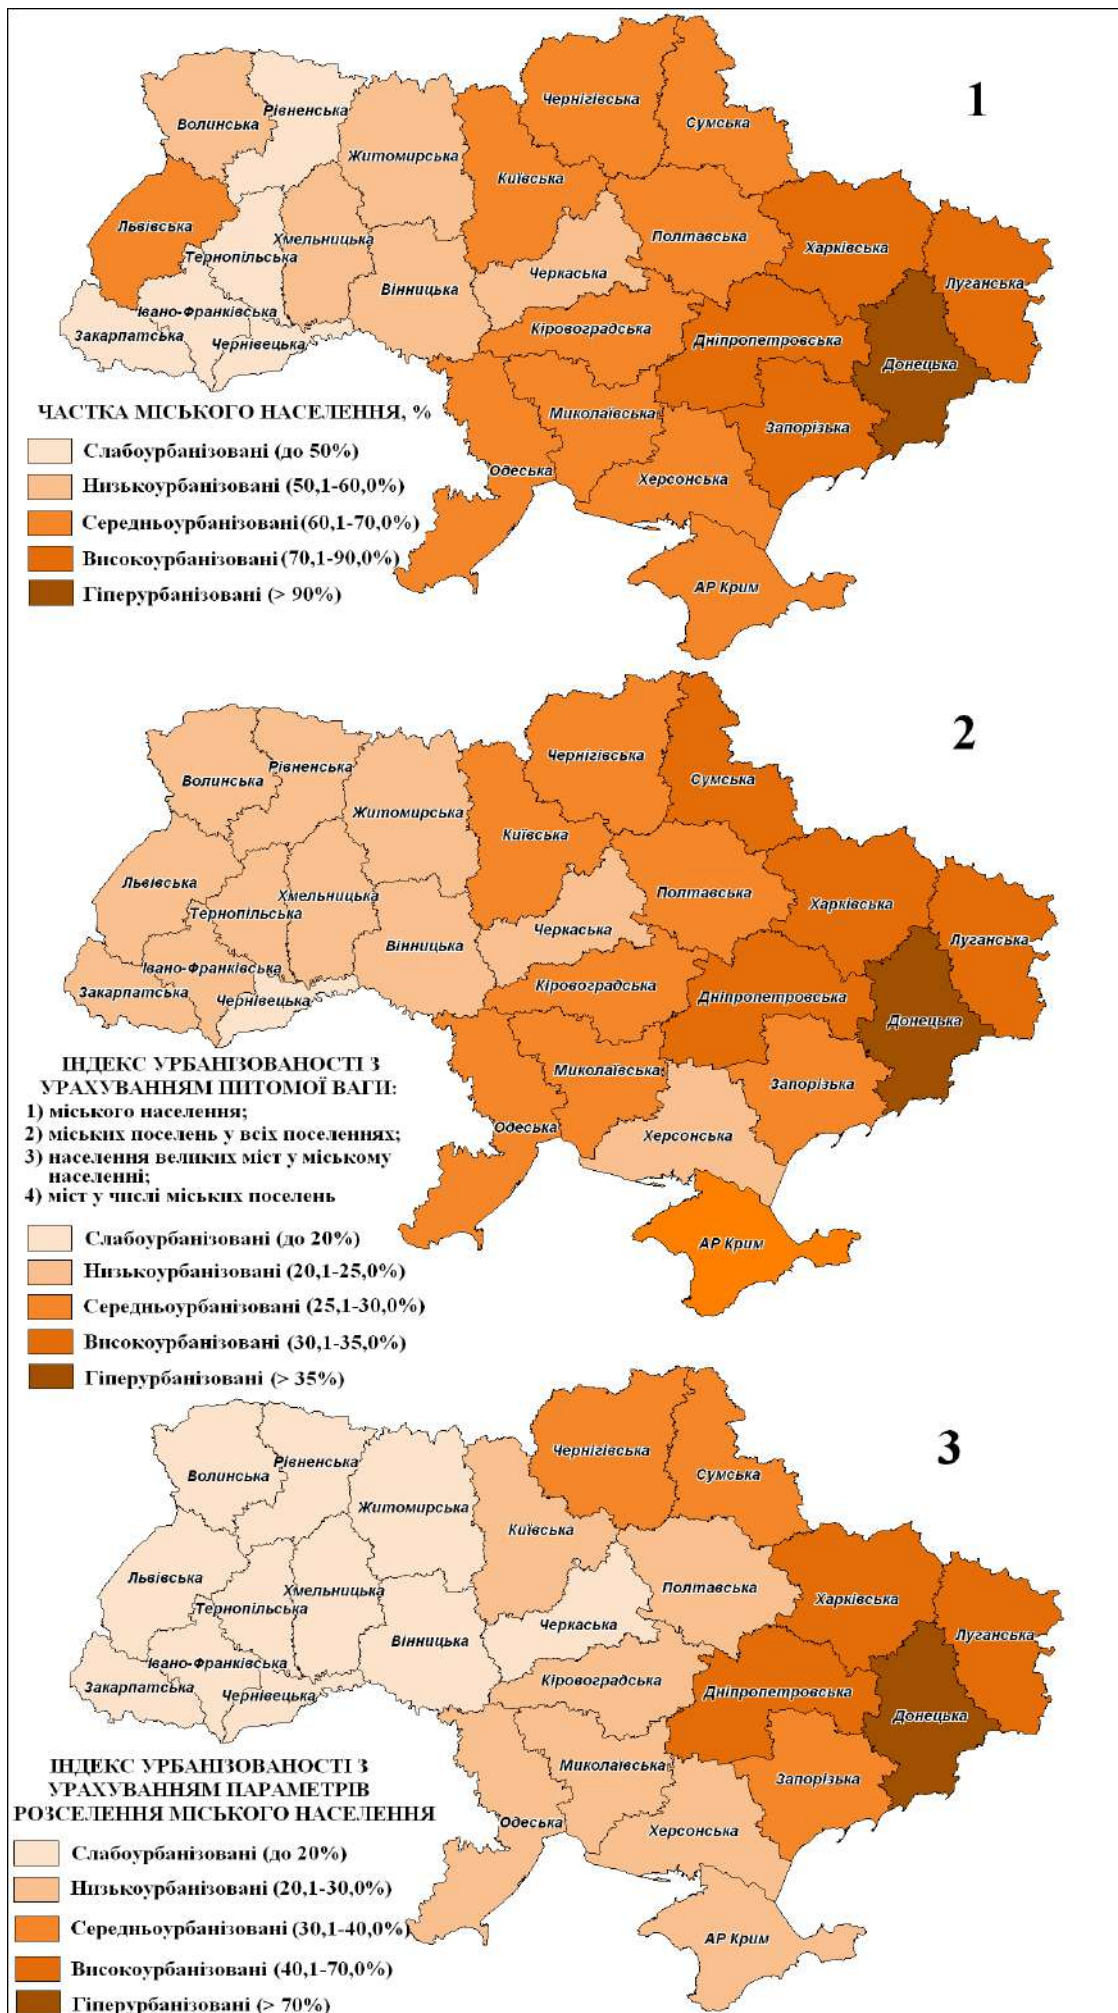 1
Чернігівська
Сумська
Рівненська
Волинська
Житомирська
Київська
Львівська
Полтавська
Харківська
Хмельницька
Тернопільська
Черкаська
Луганська
Вінницька
Івано-Франківська
Закарпатська
Чернівецька
Кіровоградська
Дніпропетровська
Донецька
Миколаївська
Запорізька
Одеська
Херсонська
АР Крим
ЧАСТКА МІСЬКОГО НАСЕЛЕННЯ, %
Слабоурбанізовані (до 50%)
Низькоурбанізовані (50,1-60,0%)
Середньоурбанізовані (60,1-70,0%)
Високоурбанізовані (70,1-90,0%)
Гіперурбанізовані (> 90%)
2
Чернігівська
Сумська
Рівненська
Волинська
Житомирська
Київська
Львівська
Полтавська
Харківська
Хмельницька
Тернопільська
Черкаська
Луганська
Вінницька
Івано-Франківська
Закарпатська
Чернівецька
Кіровоградська
Дніпропетровська
Донецька
Миколаївська
Запорізька
Одеська
Херсонська
АР Крим
ІНДЕКС УРБАНІЗОВАНОСТІ З
УРАХУВАННЯМ ПИТОМОЇ ВАГИ:
1) міського населення;
2) міських поселень у всіх поселеннях;
3) населення великих міст у міському
населенні;
4) міст у числі міських поселень
Слабоурбанізовані (до 20%)
Низькоурбанізовані (20,1-25,0%)
Середньоурбанізовані (25,1-30,0%)
Високоурбанізовані (30,1-35,0%)
Гіперурбанізовані (> 35%)
3
Чернігівська
Сумська
Рівненська
Волинська
Житомирська
Київська
Львівська
Полтавська
Харківська
Хмельницька
Тернопільська
Черкаська
Луганська
Вінницька
Івано-Франківська
Закарпатська
Чернівецька
Кіровоградська
Дніпропетровська
Донецька
Миколаївська
Запорізька
Одеська
Херсонська
АР Крим
ІНДЕКС УРБАНІЗОВАНОСТІ З
УРАХУВАННЯМ ПАРАМЕТРІВ
РОЗСЕЛЕННЯ МІСЬКОГО НАСЕЛЕННЯ
Слабоурбанізовані (до 20%)
Низькоурбанізовані (20,1-30,0%)
Середньоурбанізовані (30,1-40,0%)
Високоурбанізовані (40,1-70,0%)
Гіперурбанізовані (> 70%)